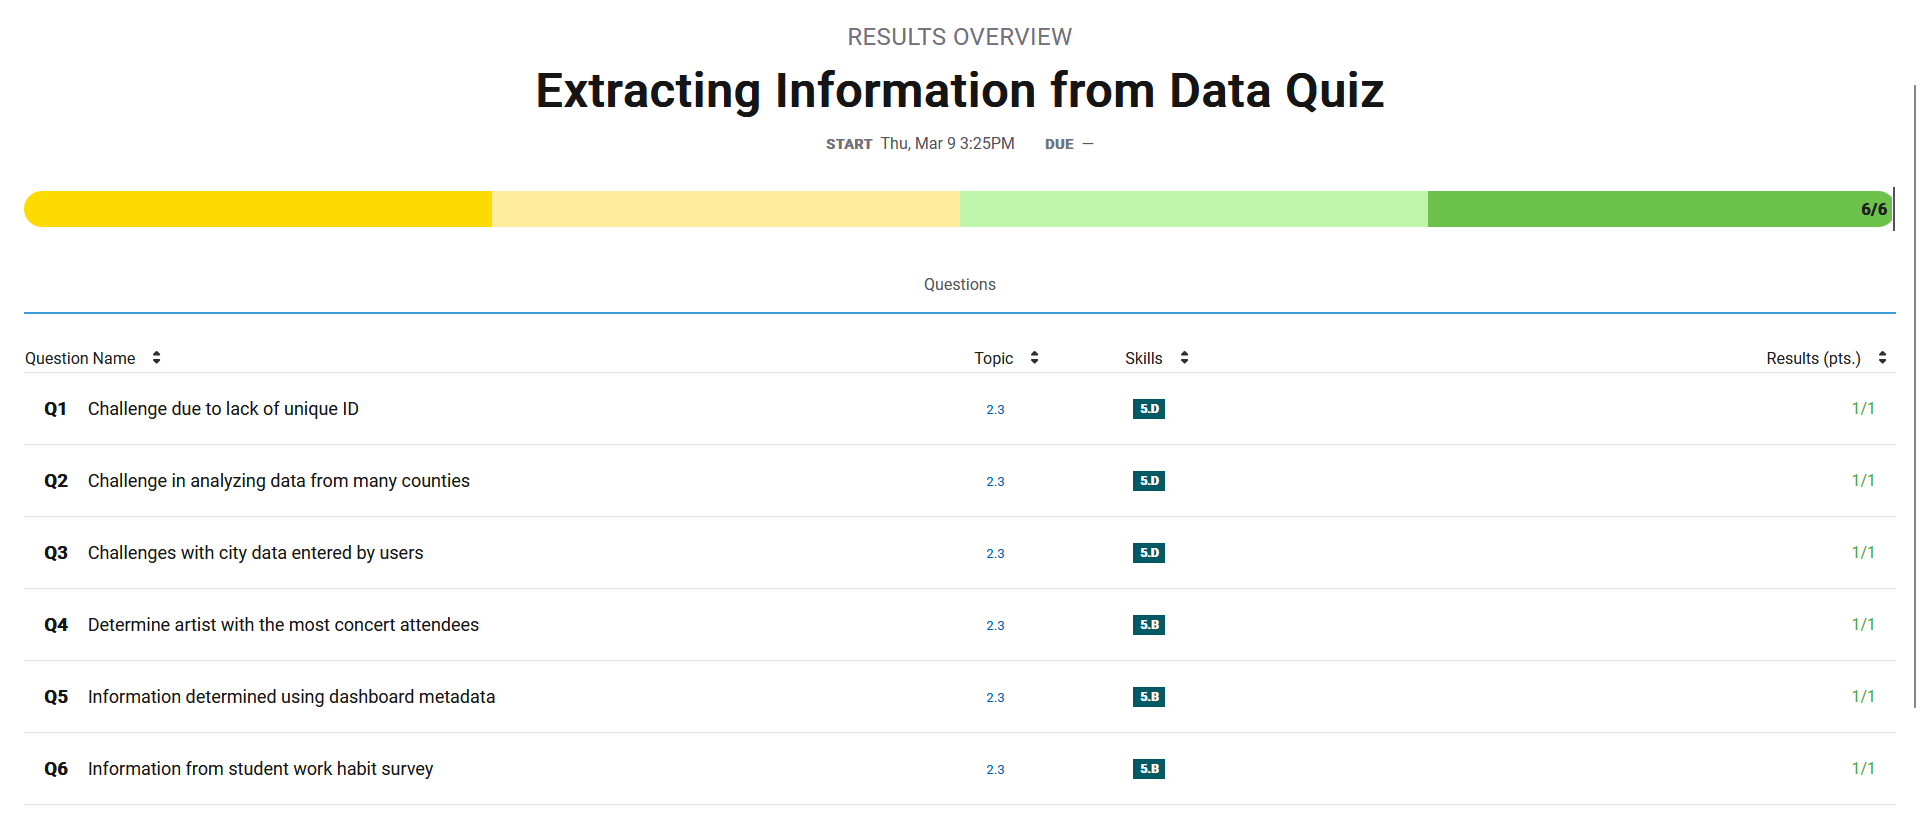 RESULTS OVERVIEW
Extracting Information from Data Quiz
START Thu, Mar 9 3:25PM DUE —
6/6
Questions
Question Name Topic Skills Results (pts.)
Q1 Challenge due to lack of unique ID 2.3 5.D 1/1
Q2 Challenge in analyzing data from many counties 2.3 5.D 1/1
Q3 Challenges with city data entered by users 2.3 5.D 1/1
Q4 Determine artist with the most concert attendees 2.3 5.B 1/1
Q5 Information determined using dashboard metadata 2.3 5.B 1/1
Q6 Information from student work habit survey 2.3 5.B 1/1